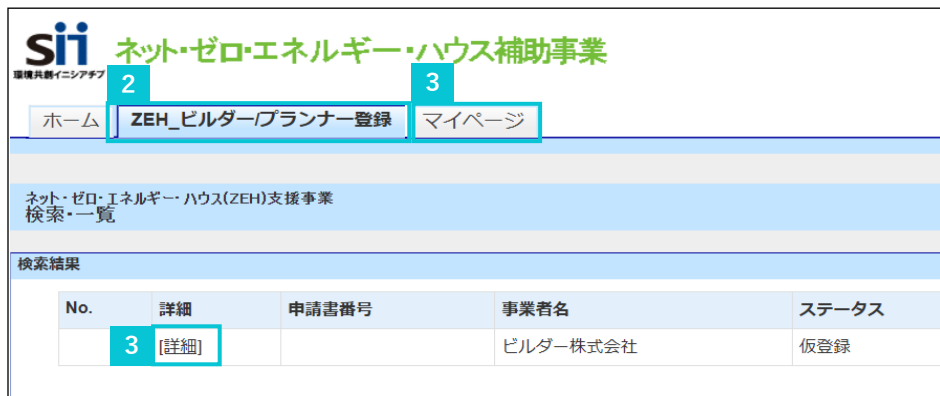 sii ネット・ゼロ・エネルギー・ハウス補助事業
環境共創イニシアチブ
2 3
ホーム ZEH_ビルダー/プランナー登録 マイページ
ネット・ゼロ・エネルギー・ハウス(ZEH)支援事業
検索・一覧
検索結果
No. 詳細 申請書番号 事業者名 ステータス
3 [詳細] ビルダー株式会社 仮登録